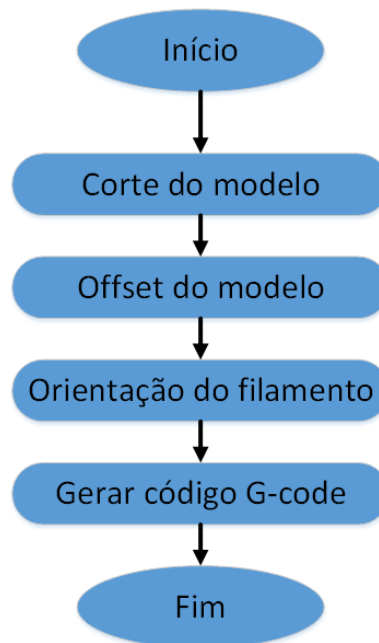 Início
Corte do modelo
Offset do modelo
Orientação do filamento
Gerar código G-code
Fim